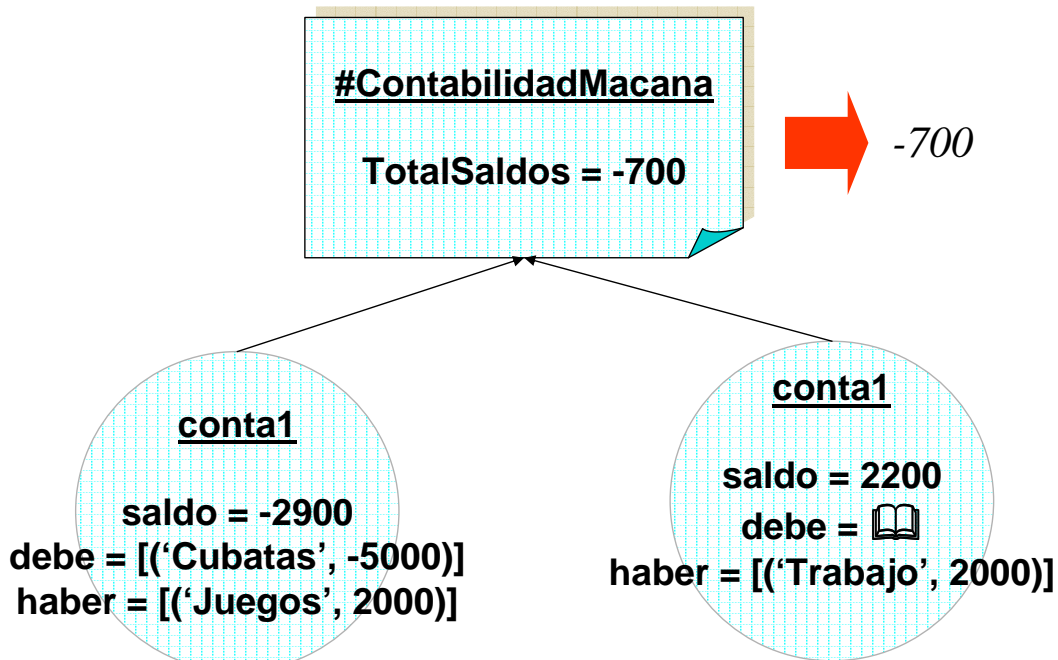 #ContabilidadMacana
TotalSaldos = -700
-700
conta1
saldo = -2900
debe = [(‘Cubatas’, -5000)]
haber = [(‘Juegos’, 2000)]
conta1
saldo = 2200
debe = 🕮
haber = [(‘Trabajo’, 2000)]